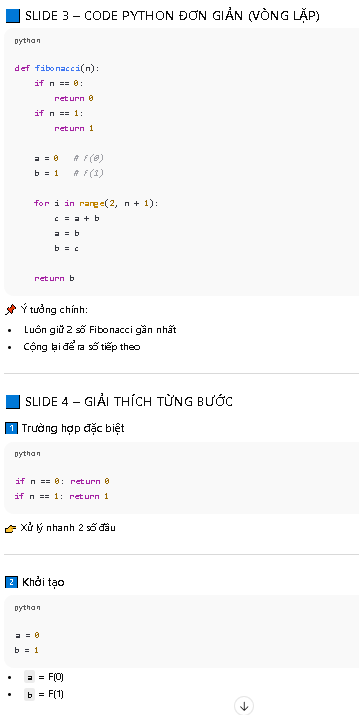 SLIDE 3 – CODE PYTHON ĐƠN GIẢN (VÒNG LẶP)
python
def fibonacci(n):
    if n == 0:
        return 0
    if n == 1:
        return 1
    a = 0   # F(0)
    b = 1   # F(1)
    for i in range(2, n + 1):
        c = a + b
        a = b
        b = c
    return b
📌 Ý tưởng chính:
• Luôn giữ 2 số Fibonacci gần nhất
• Cộng lại để ra số tiếp theo
SLIDE 4 – GIẢI THÍCH TỪNG BƯỚC
1 Trường hợp đặc biệt
python
if n == 0: return 0
if n == 1: return 1
👉 Xử lý nhanh 2 số đầu
2 Khởi tạo
python
a = 0
b = 1
• a = F(0)
• b = F(1)